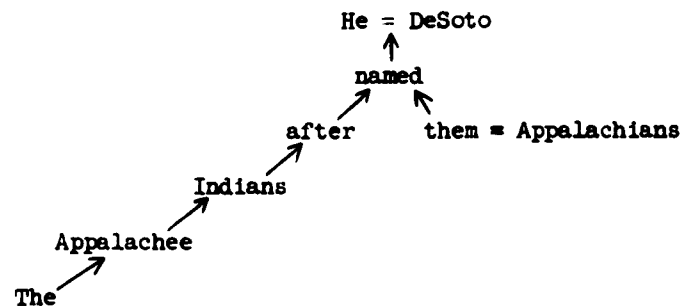 He = DeSoto
named
after them = Appalachians
Indians
Appalachee
The